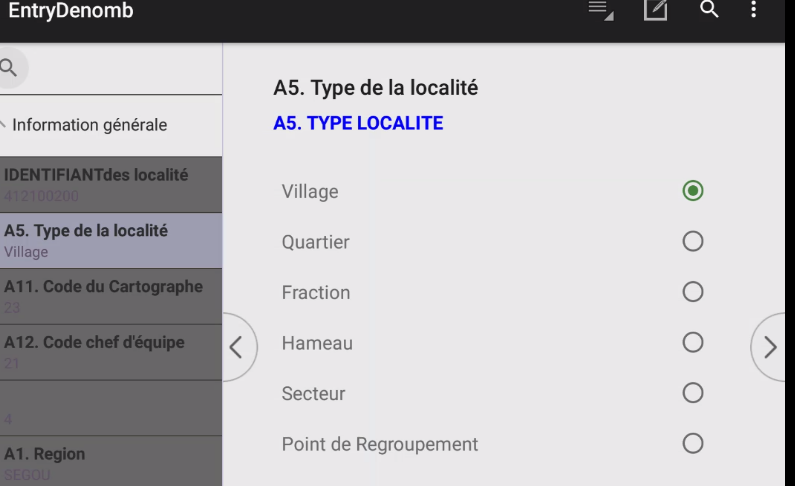 EntryDenomb
Information générale
IDENTIFIANTdes localité
412100200
A5. Type de la localité
Village
A11. Code du Cartographe
23
A12. Code chef d'équipe
21
4
A1. Region
SEGOU
A5. Type de la localité
A5. TYPE LOCALITE
Village
Quartier
Fraction
Hameau
Secteur
Point de Regroupement